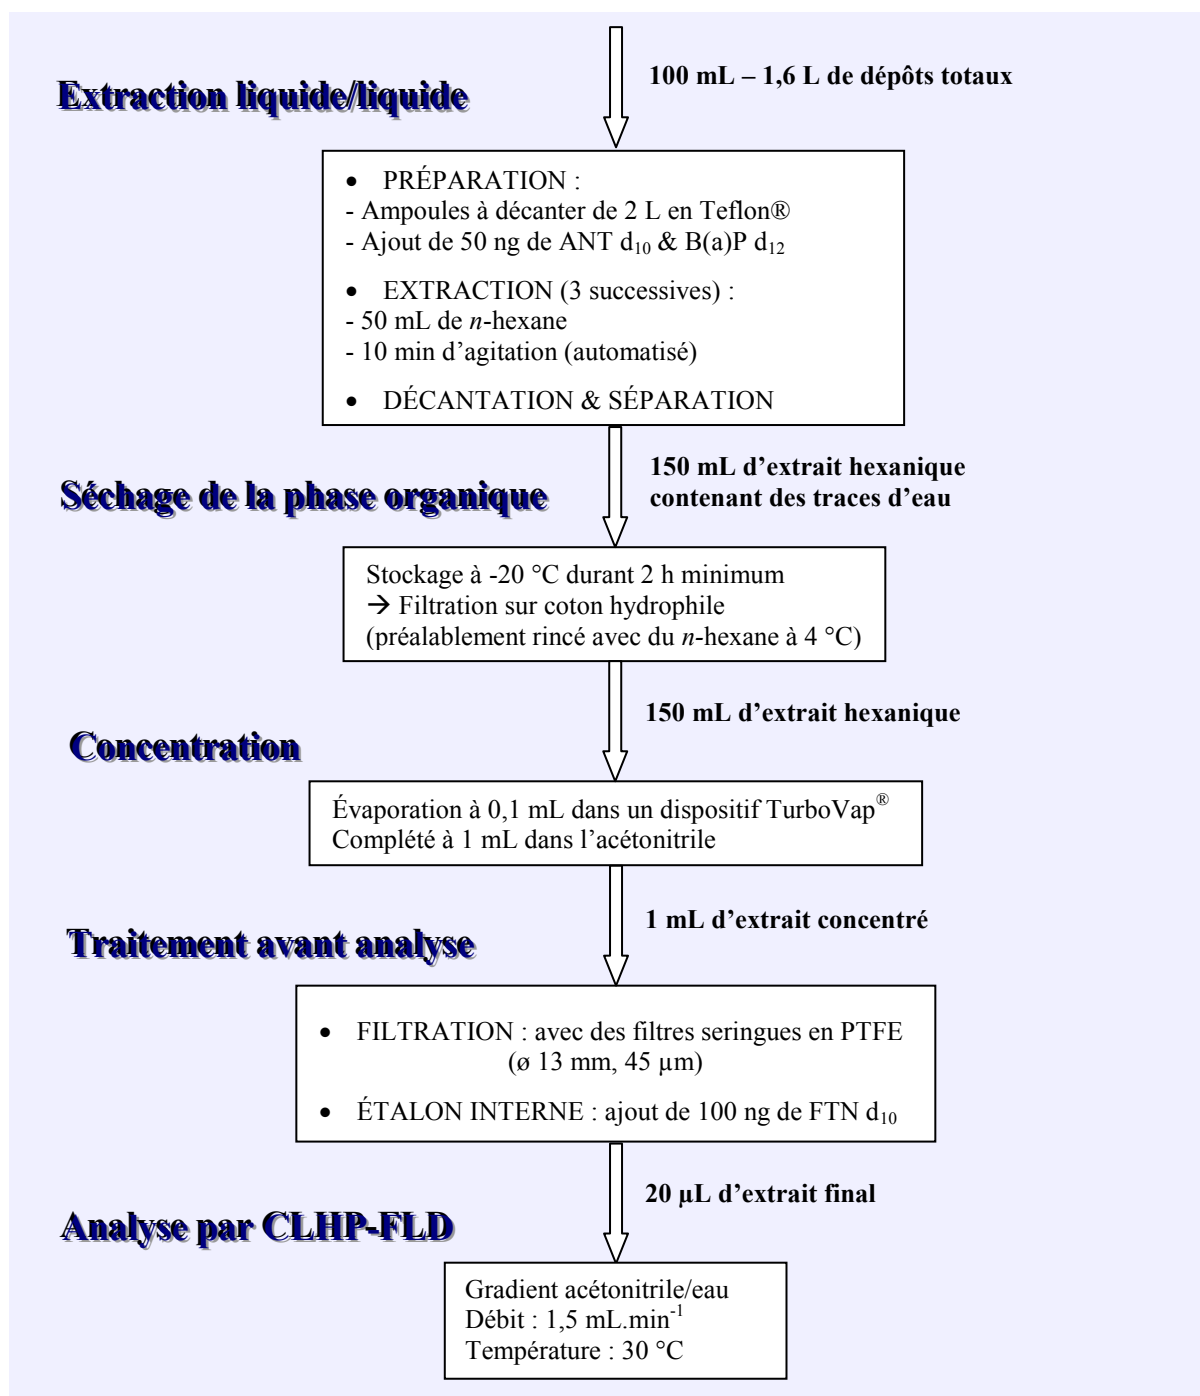 100 mL – 1,6 L de dépôts totaux
Extraction liquide/liquide
• PRÉPARATION :
- Ampoules à décanter de 2 L en Teflon®
- Ajout de 50 ng de ANT d10 & B(a)P d12
• EXTRACTION (3 successives) :
- 50 mL de n-hexane
- 10 min d’agitation (automatisé)
• DÉCANTATION & SÉPARATION
150 mL d’extrait hexanique
contenant des traces d’eau
Séchage de la phase organique
Stockage à -20 °C durant 2 h minimum
→ Filtration sur coton hydrophile
(préalablement rincé avec du n-hexane à 4 °C)
150 mL d’extrait hexanique
Concentration
Évaporation à 0,1 mL dans un dispositif TurboVap®
Complété à 1 mL dans l’acétonitrile
1 mL d’extrait concentré
Traitement avant analyse
• FILTRATION : avec des filtres seringues en PTFE
(ø 13 mm, 45 µm)
• ÉTALON INTERNE : ajout de 100 ng de FTN d10
20 µL d’extrait final
Analyse par CLHP-FLD
Gradient acétonitrile/eau
Débit : 1,5 mL.min-1
Température : 30 °C